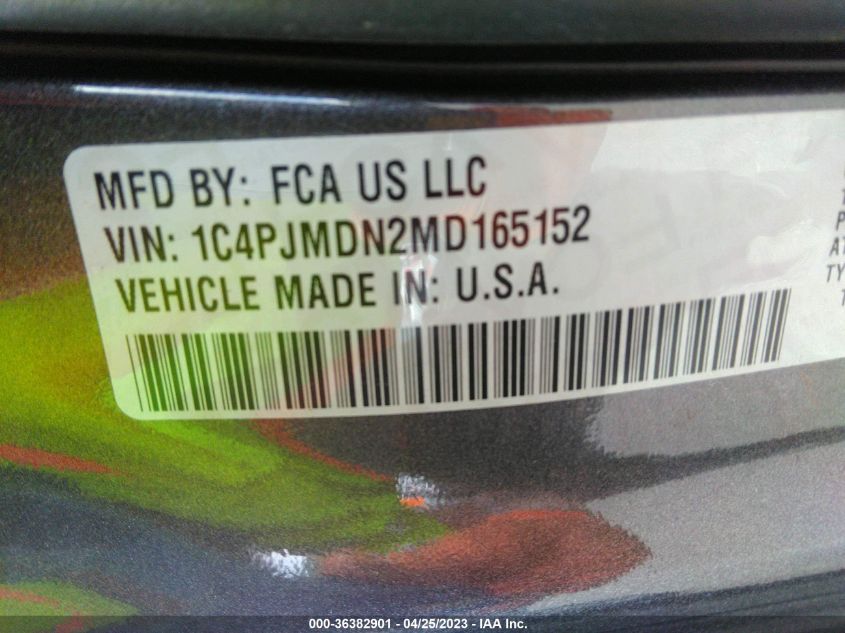 MFD BY: FCA US LLC
VIN: 1C4PJMDN2MD165152
VEHICLE MADE IN: U.S.A.
000-36382901 - 04/25/2023 - IAA Inc.